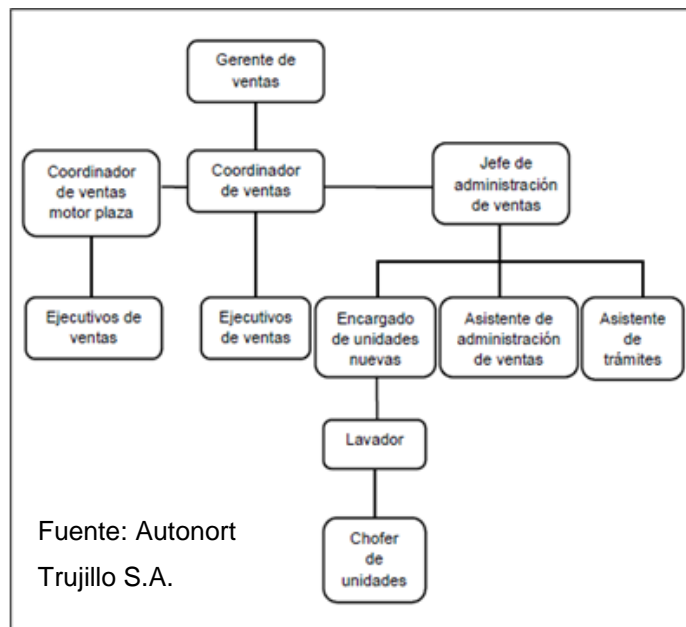 Gerente de
ventas
Coordinador
de ventas
motor plaza
Coordinador
de ventas
Jefe de
administración
de ventas
Ejecutivos de
ventas
Ejecutivos
de ventas
Encargado
de unidades
nuevas
Asistente de
administración
de ventas
Asistente
de
trámites
Lavador
Chofer
de
unidades
Fuente: Autonort
Trujillo S.A.